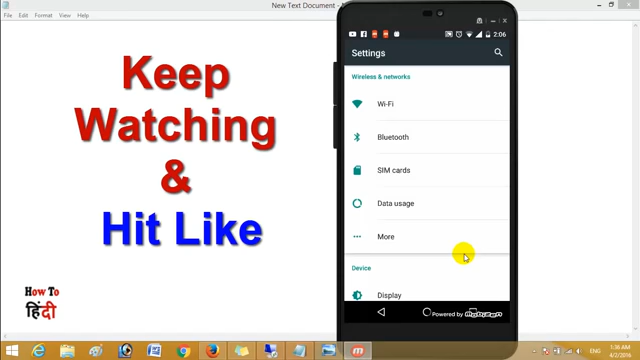 New Text Document
File Edit Format View Help
Keep
Watching
&
Hit Like
How To
हिंदी
2:06
Settings
Wireless & networks
Wi-Fi
Bluetooth
SIM cards
Data usage
More
Device
Display
Powered by mobizen
ENG
1:36 AM
4/2/2016